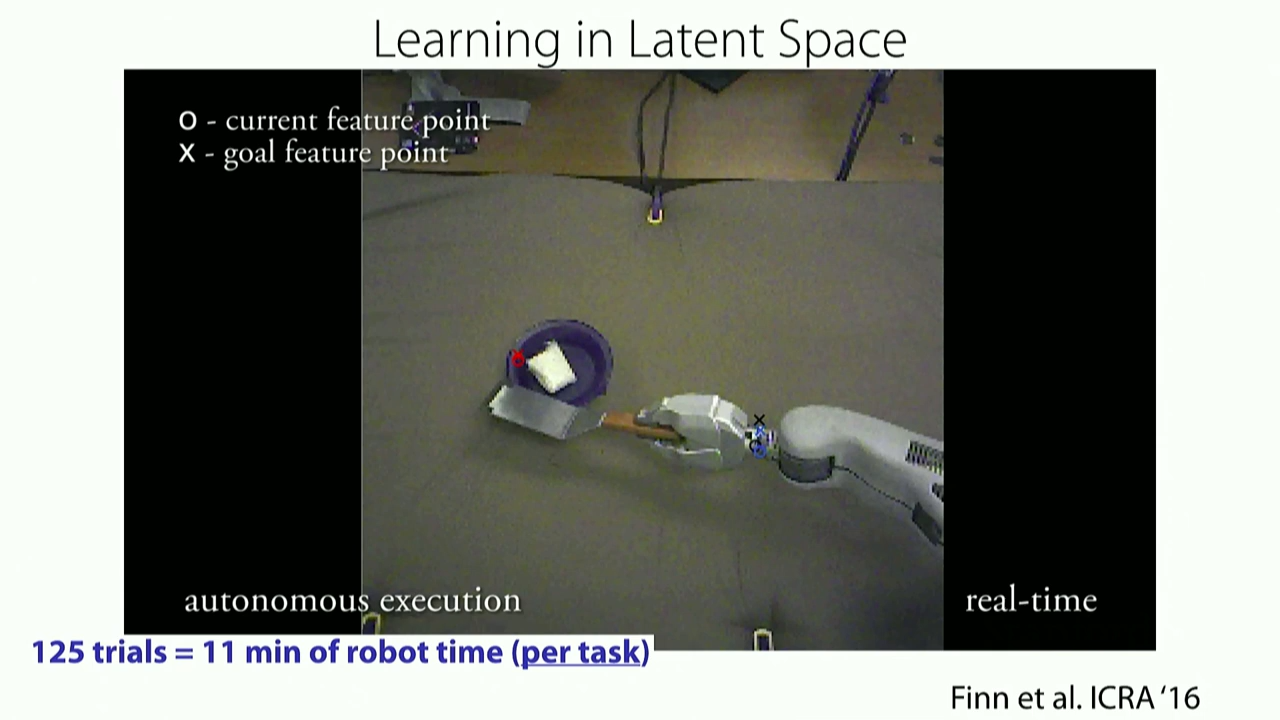 Learning in Latent Space
O - current feature point
X - goal feature point
autonomous execution
real-time
125 trials = 11 min of robot time (per task)
Finn et al. ICRA ‘16